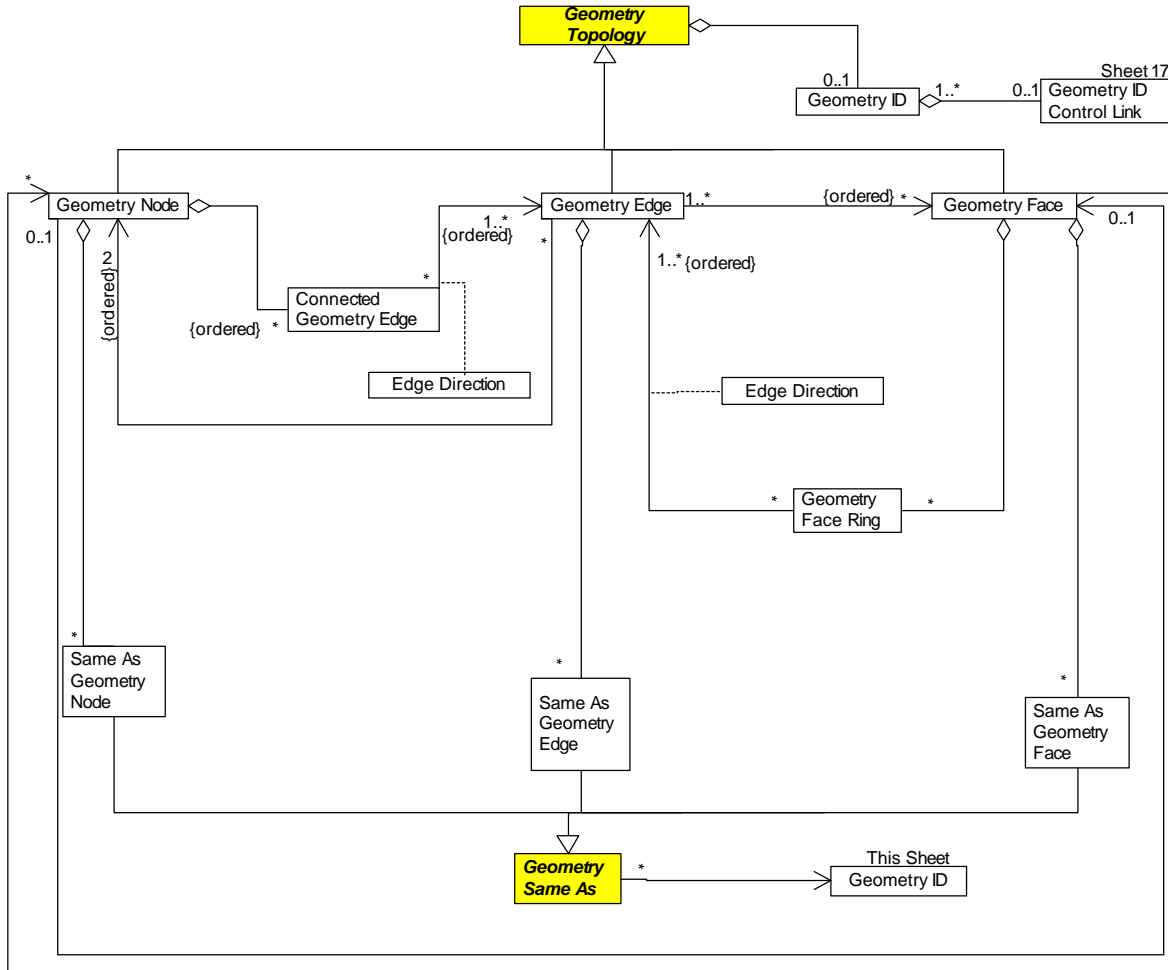 Geometry
Topology
Sheet 17
0..1
1..*
0..1
Geometry ID
Geometry ID
Control Link
*
Geometry Node
Geometry Edge
1..*
{ordered}
*
Geometry Face
0..1
1..*
{ordered}
*
0..1
2
{ordered}
*
1..*
{ordered}
Connected
Geometry Edge
{ordered}
*
Edge Direction
Edge Direction
*
Geometry
Face Ring
*
*
Same As
Geometry
Node
*
Same As
Geometry
Edge
*
Same As
Geometry
Face
Geometry
Same As
*
This Sheet
Geometry ID